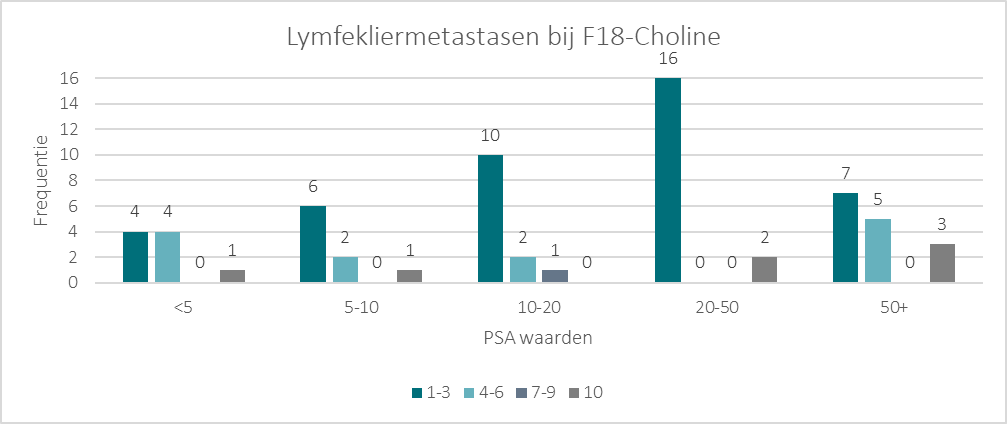 Lymfekliermetastasen bij F18-Choline
Frequentie
16
14
12
10
8
6
4
2
0
4 4 0 1
6 2 0 1
10 2 1 0
16 0 0 2
7 5 0 3
<5 5-10 10-20 20-50 50+
PSA waarden
1-3 4-6 7-9 10